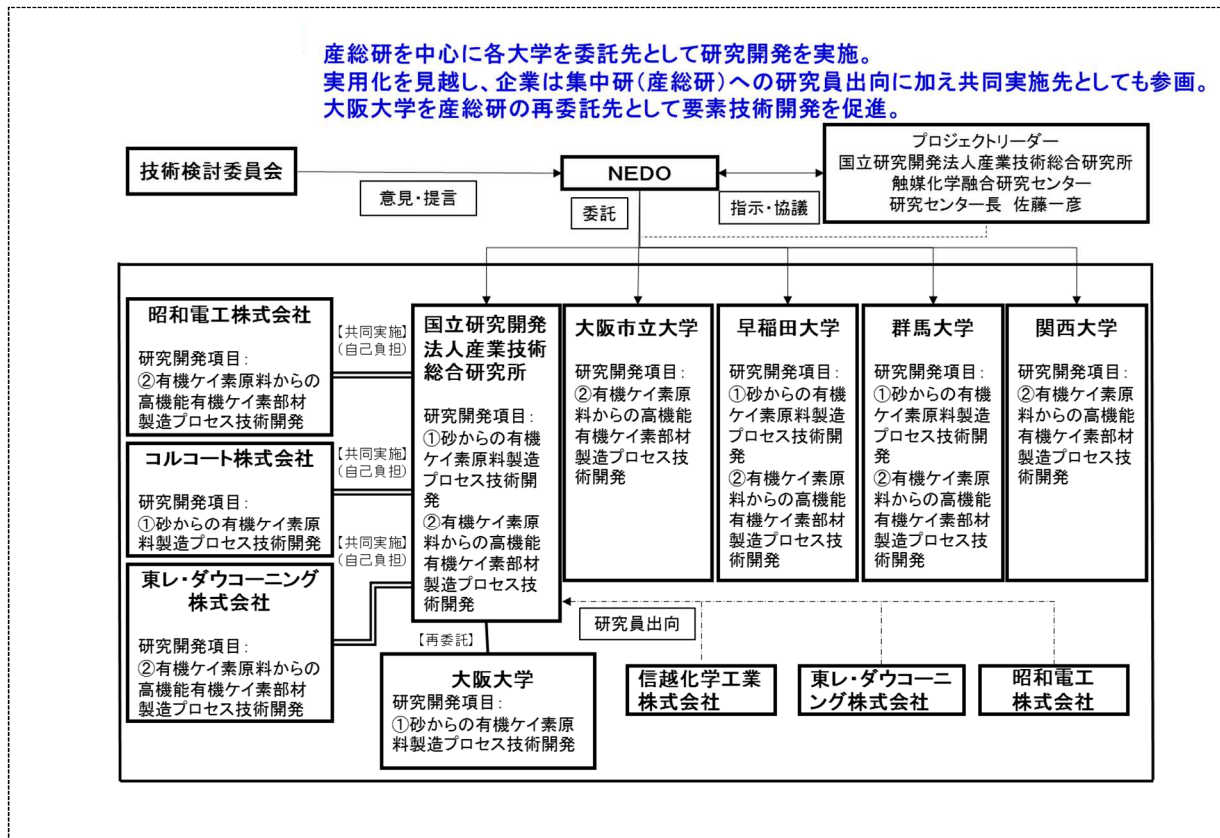 産総研を中心に各大学を委託先として研究開発を実施。
実用化を見越し、企業は集中研(産総研)への研究員出向に加え共同実施先としても参画。
大阪大学を産総研の再委託先として要素技術開発を促進。
技術検討委員会
意見・提言
NEDO
委託
指示・協議
プロジェクトリーダー
国立研究開発法人産業技術総合研究所
触媒化学融合研究センター
研究センター長 佐藤一彦
昭和電工株式会社
研究開発項目:
②有機ケイ素原料からの
高機能有機ケイ素部材
製造プロセス技術開発
【共同実施】
(自己負担)
コルコート株式会社
研究開発項目:
①砂からの有機ケイ素原
料製造プロセス技術開発
【共同実施】
(自己負担)
東レ・ダウコーニング
株式会社
研究開発項目:
②有機ケイ素原料からの
高機能有機ケイ素部材
製造プロセス技術開発
【共同実施】
(自己負担)
国立研究開発
法人産業技術
総合研究所
研究開発項目:
①砂からの有機
ケイ素原料製造
プロセス技術開
発
②有機ケイ素原
料からの高機能
有機ケイ素部材
製造プロセス技
術開発
【再委託】
大阪大学
研究開発項目:
①砂からの有機ケイ素原
料製造プロセス技術開発
大阪市立大学
研究開発項目:
②有機ケイ素原
料からの高機能
有機ケイ素部材
製造プロセス技
術開発
早稲田大学
研究開発項目:
①砂からの有機
ケイ素原料製造
プロセス技術開
発
②有機ケイ素原
料からの高機能
有機ケイ素部材
製造プロセス技
術開発
群馬大学
研究開発項目:
①砂からの有機
ケイ素原料製造
プロセス技術開
発
②有機ケイ素原
料からの高機能
有機ケイ素部材
製造プロセス技
術開発
関西大学
研究開発項目:
②有機ケイ素原
料からの高機能
有機ケイ素部材
製造プロセス技
術開発
研究員出向
信越化学工業
株式会社
東レ・ダウコーニ
ング株式会社
昭和電工
株式会社